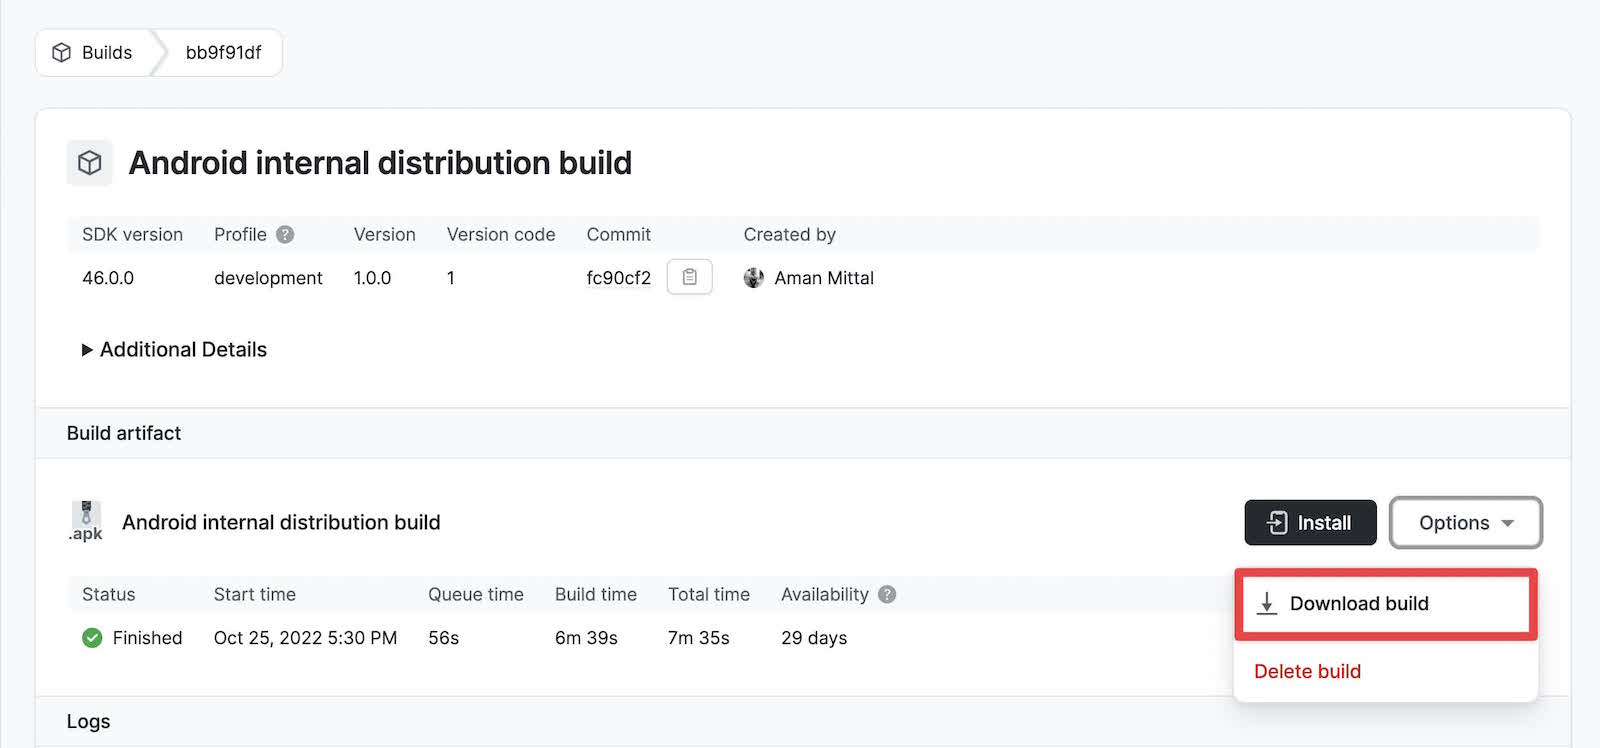 Builds bb9f91df
Android internal distribution build
SDK version Profile ? Version Version code Commit Created by
46.0.0 development 1.0.0 1 fc90cf2 Aman Mittal
Additional Details
Build artifact
.apk Android internal distribution build Install Options
Status Start time Queue time Build time Total time Availability ?
Download build
Finished Oct 25, 2022 5:30 PM 56s 6m 39s 7m 35s 29 days
Delete build
Logs